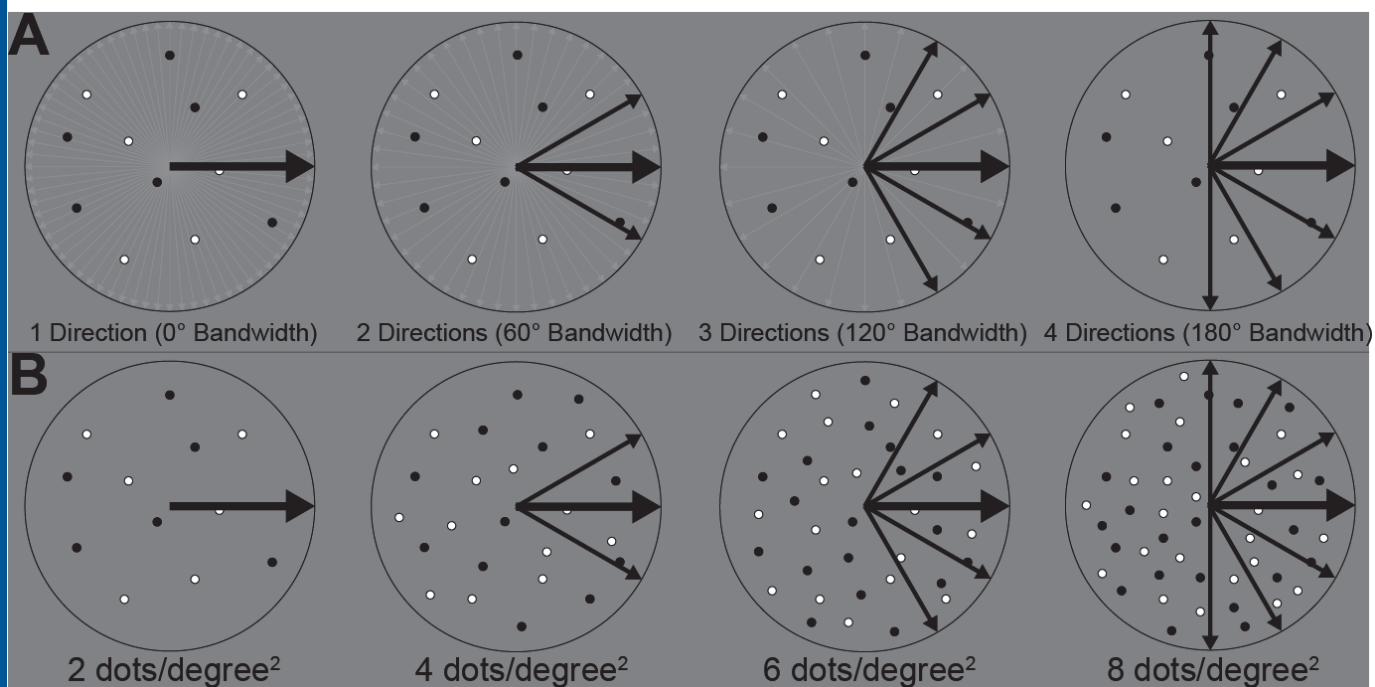 A
1 Direction (0° Bandwidth) 2 Directions (60° Bandwidth) 3 Directions (120° Bandwidth) 4 Directions (180° Bandwidth)
B
2 dots/degree² 4 dots/degree² 6 dots/degree² 8 dots/degree²